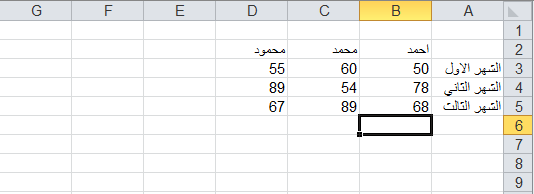 A B C D E F G
1
2 احمد محمد محمود
3 الشهر الاول 50 60 55
4 الشهر الثاني 78 54 89
5 الشهر الثالث 68 89 67
6
7
8
9